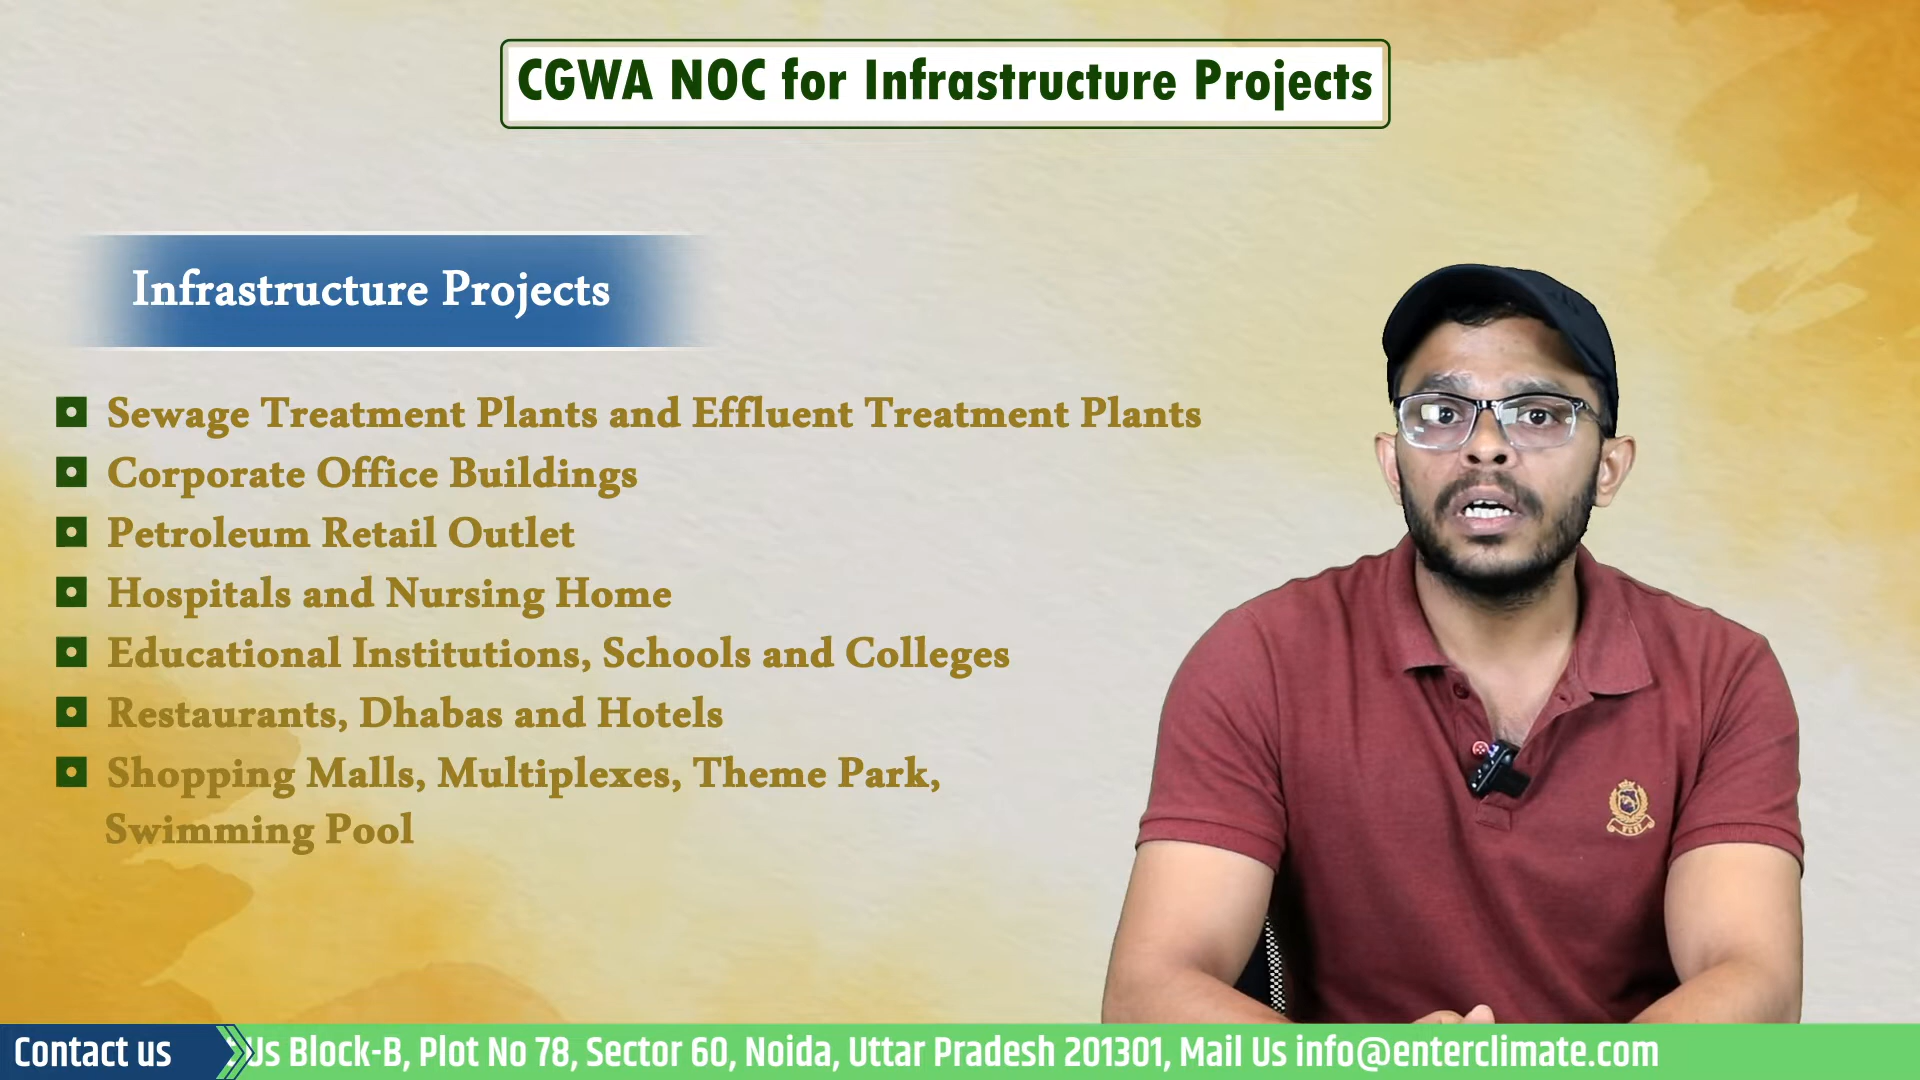 CGWA NOC for Infrastructure Projects
Infrastructure Projects
Sewage Treatment Plants and Effluent Treatment Plants
Corporate Office Buildings
Petroleum Retail Outlet
Hospitals and Nursing Home
Educational Institutions, Schools and Colleges
Restaurants, Dhabas and Hotels
Shopping Malls, Multiplexes, Theme Park,
Swimming Pool
Contact us
Us Block-B, Plot No 78, Sector 60, Noida, Uttar Pradesh 201301, Mail Us info@enterclimate.com